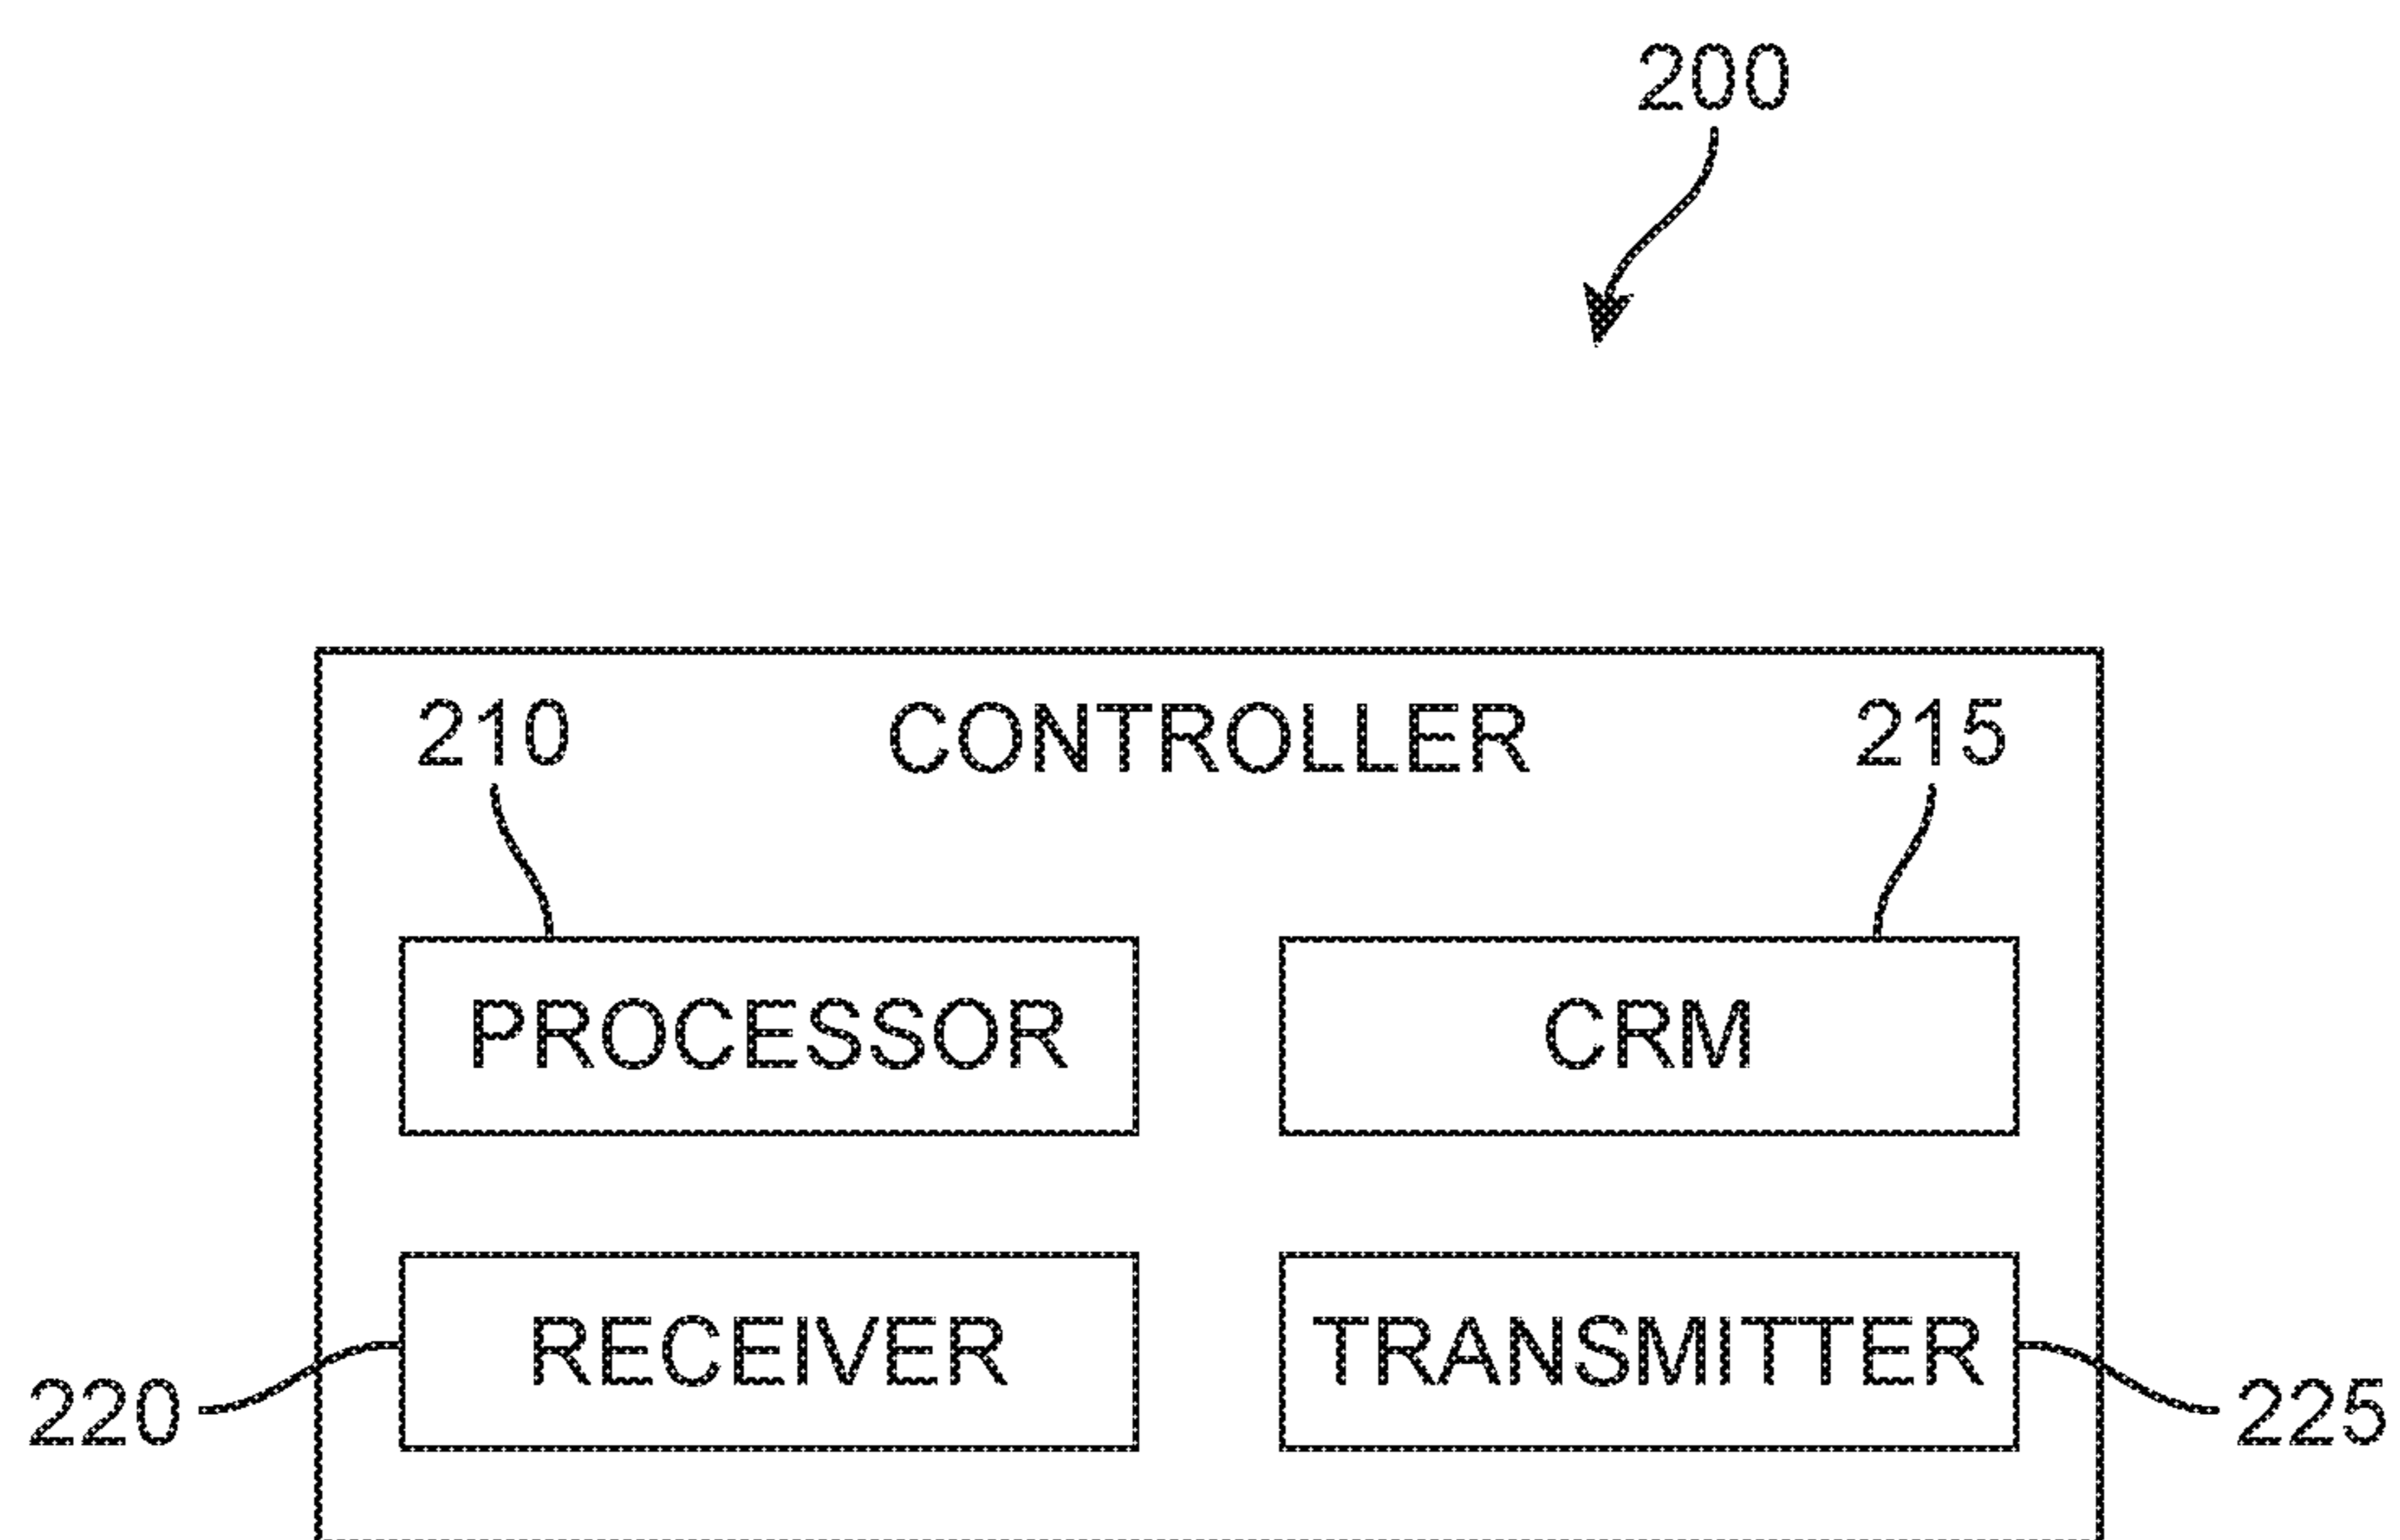 200
210 CONTROLLER 215
PROCESSOR CRM
RECEIVER TRANSMITTER
220 225